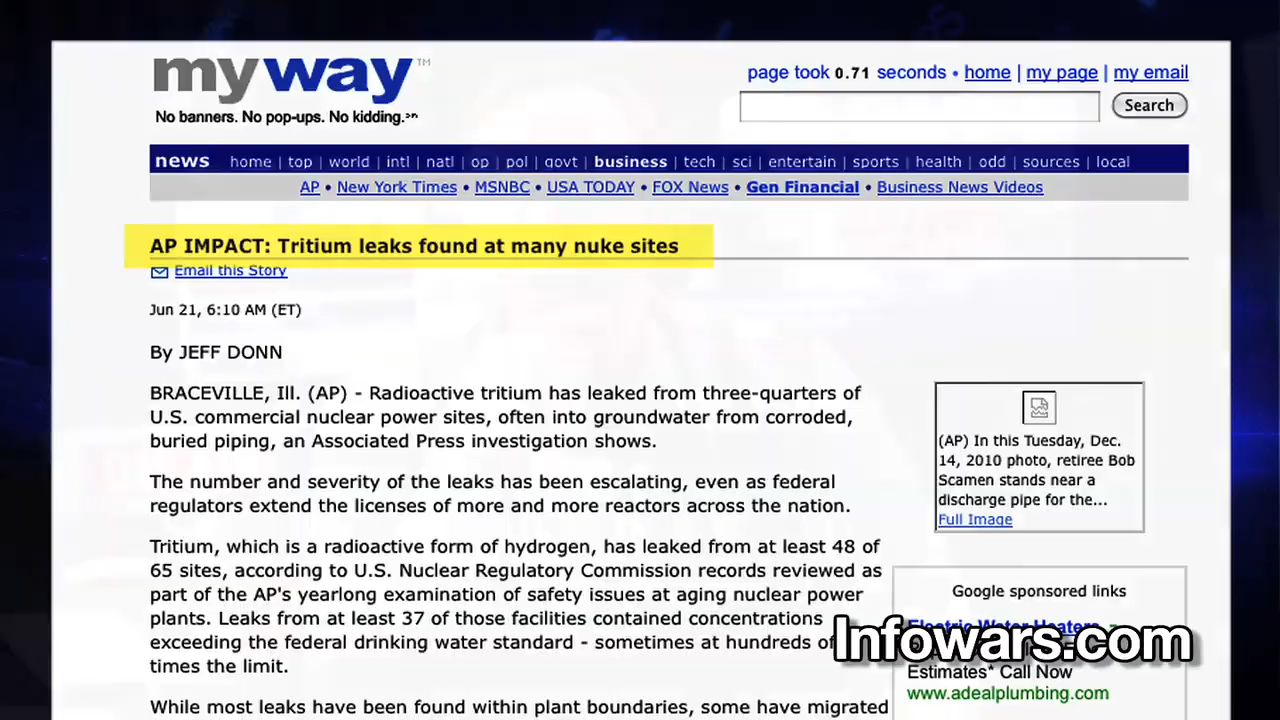 myway™
No banners. No pop-ups. No kidding.
page took 0.71 seconds • home | my page | my email
Search
news home | top | world | intl | natl | op | pol | govt | business | tech | sci | entertain | sports | health | odd | sources | local
AP • New York Times • MSNBC • USA TODAY • FOX News • Gen Financial • Business News Videos
AP IMPACT: Tritium leaks found at many nuke sites
Email this Story
Jun 21, 6:10 AM (ET)
By JEFF DONN
BRACEVILLE, Ill. (AP) - Radioactive tritium has leaked from three-quarters of
U.S. commercial nuclear power sites, often into groundwater from corroded,
buried piping, an Associated Press investigation shows.
The number and severity of the leaks has been escalating, even as federal
regulators extend the licenses of more and more reactors across the nation.
Tritium, which is a radioactive form of hydrogen, has leaked from at least 48 of
65 sites, according to U.S. Nuclear Regulatory Commission records reviewed as
part of the AP's yearlong examination of safety issues at aging nuclear power
plants. Leaks from at least 37 of those facilities contained concentrations
exceeding the federal drinking water standard - sometimes at hundreds of
times the limit.
While most leaks have been found within plant boundaries, some have migrated
(AP) In this Tuesday, Dec.
14, 2010 photo, retiree Bob
Scamen stands near a
discharge pipe for the...
Full Image
Google sponsored links
Electric Water Heaters
Estimates* Call Now
www.adealplumbing.com
Infowars.com